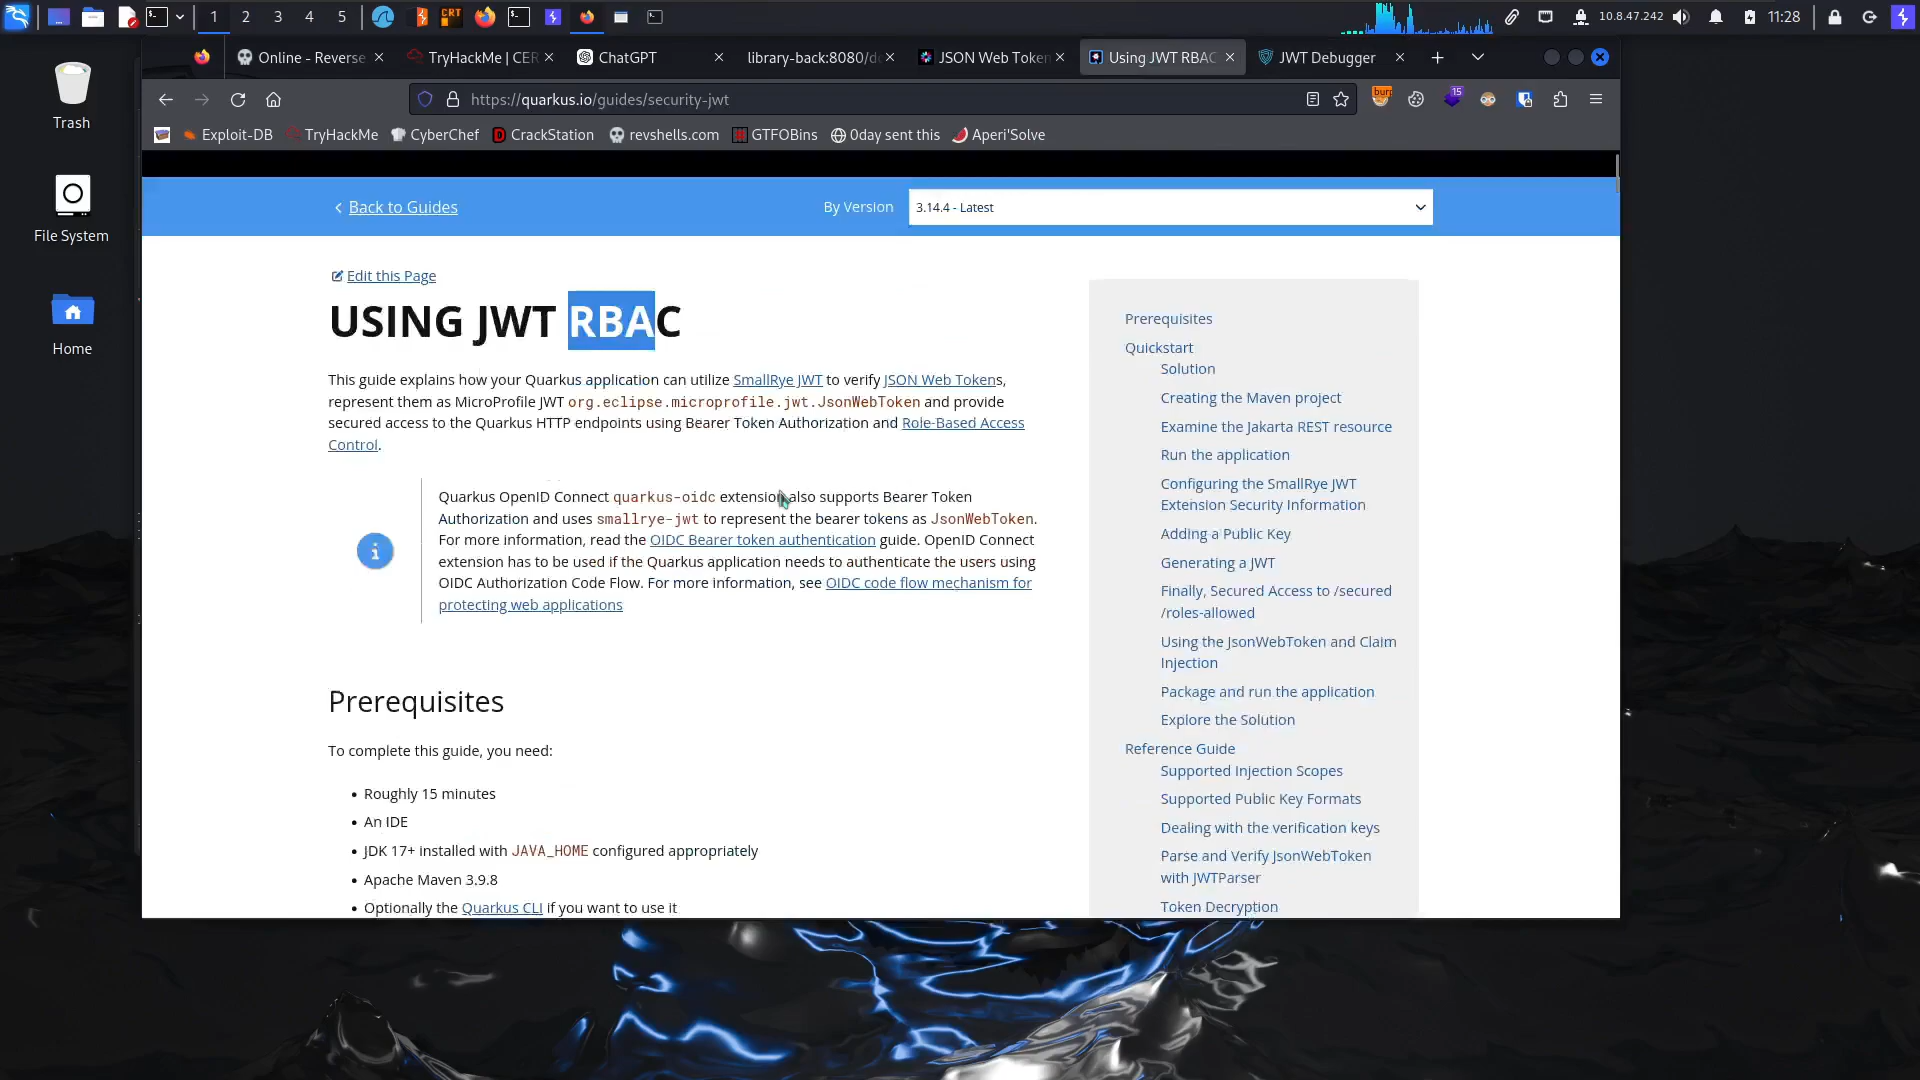 1 2 3 4 5
CRT
10.8.47.242
11:28
Trash
File System
Home
Online - Reverse
TryHackMe | CER
ChatGPT
library-back:8080/do
JSON Web Token
Using JWT RBAC
JWT Debugger
https://quarkus.io/guides/security-jwt
burp
15
Exploit-DB
TryHackMe
CyberChef
CrackStation
revshells.com
GTFOBins
0day sent this
Aperi'Solve
Back to Guides
By Version
3.14.4 - Latest
Edit this Page
USING JWT RBAC
This guide explains how your Quarkus application can utilize SmallRye JWT to verify JSON Web Tokens,
represent them as MicroProfile JWT org.eclipse.microprofile.jwt.JsonWebToken and provide
secured access to the Quarkus HTTP endpoints using Bearer Token Authorization and Role-Based Access
Control.
Quarkus OpenID Connect quarkus-oidc extension also supports Bearer Token
Authorization and uses smallrye-jwt to represent the bearer tokens as JsonWebToken.
For more information, read the OIDC Bearer token authentication guide. OpenID Connect
extension has to be used if the Quarkus application needs to authenticate the users using
OIDC Authorization Code Flow. For more information, see OIDC code flow mechanism for
protecting web applications
Prerequisites
To complete this guide, you need:
• Roughly 15 minutes
• An IDE
• JDK 17+ installed with JAVA_HOME configured appropriately
• Apache Maven 3.9.8
• Optionally the Quarkus CLI if you want to use it
Prerequisites
Quickstart
Solution
Creating the Maven project
Examine the Jakarta REST resource
Run the application
Configuring the SmallRye JWT
Extension Security Information
Adding a Public Key
Generating a JWT
Finally, Secured Access to /secured
/roles-allowed
Using the JsonWebToken and Claim
Injection
Package and run the application
Explore the Solution
Reference Guide
Supported Injection Scopes
Supported Public Key Formats
Dealing with the verification keys
Parse and Verify JsonWebToken
with JWTParser
Token Decryption